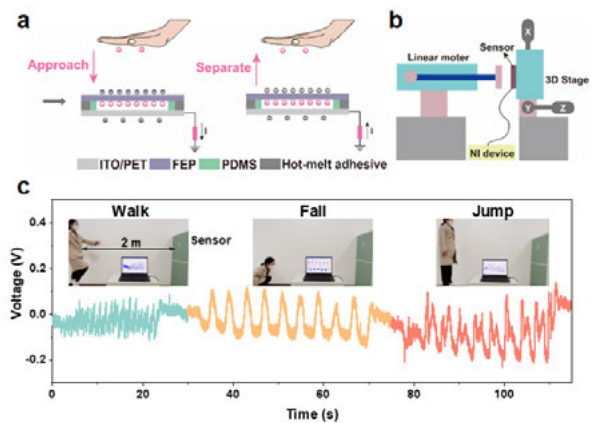 a
Approach
Separate
i
i
ITO/PET
FEP
PDMS
Hot-melt adhesive
b
Sensor
X
Linear moter
3D Stage
Y
Z
NI device
c
Walk
Fall
Jump
2 m
Sensor
Voltage (V)
0.4
0.2
0.0
-0.2
0
20
40
60
80
100
Time (s)